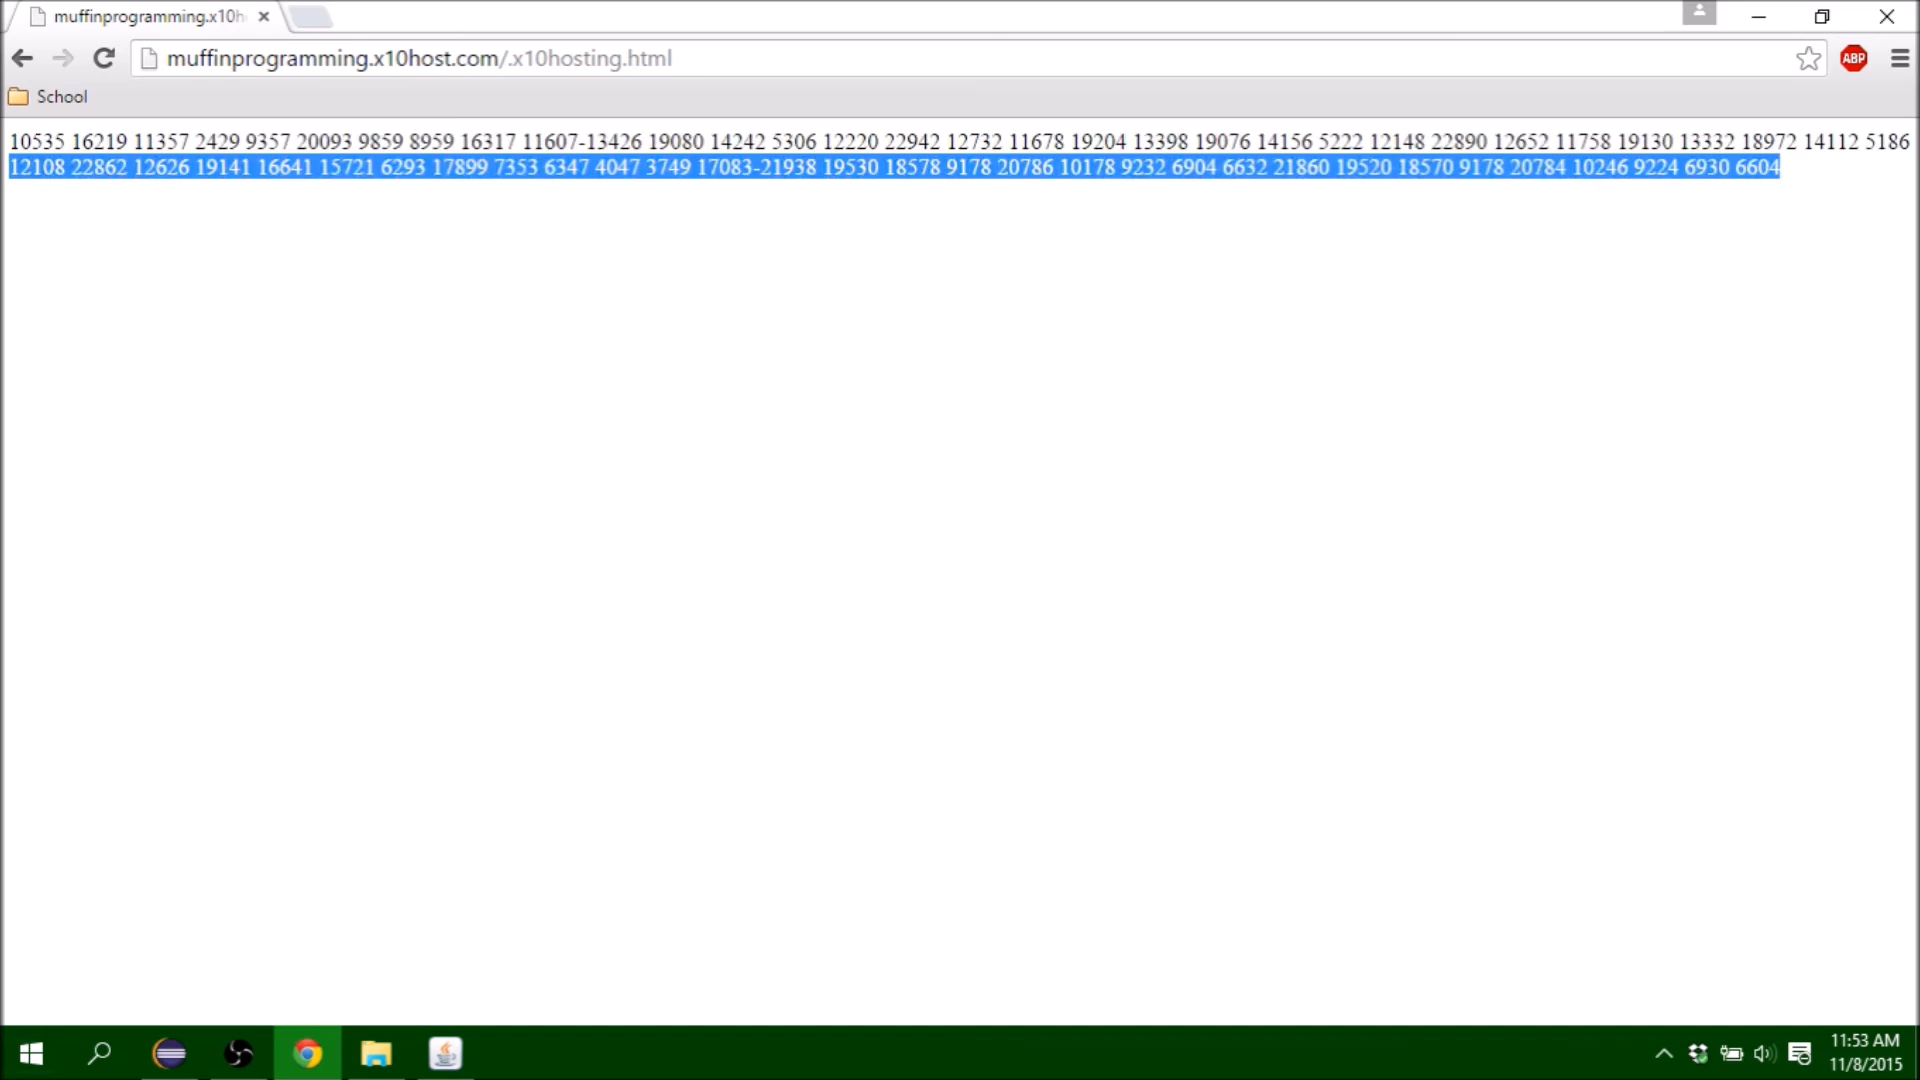 muffinprogramming.x10h
muffinprogramming.x10host.com/.x10hosting.html
ABP
School
10535 16219 11357 2429 9357 20093 9859 8959 16317 11607-13426 19080 14242 5306 12220 22942 12732 11678 19204 13398 19076 14156 5222 12148 22890 12652 11758 19130 13332 18972 14112 5186
12108 22862 12626 19141 16641 15721 6293 17899 7353 6347 4047 3749 17083-21938 19530 18578 9178 20786 10178 9232 6904 6632 21860 19520 18570 9178 20784 10246 9224 6930 6604
11:53 AM
11/8/2015